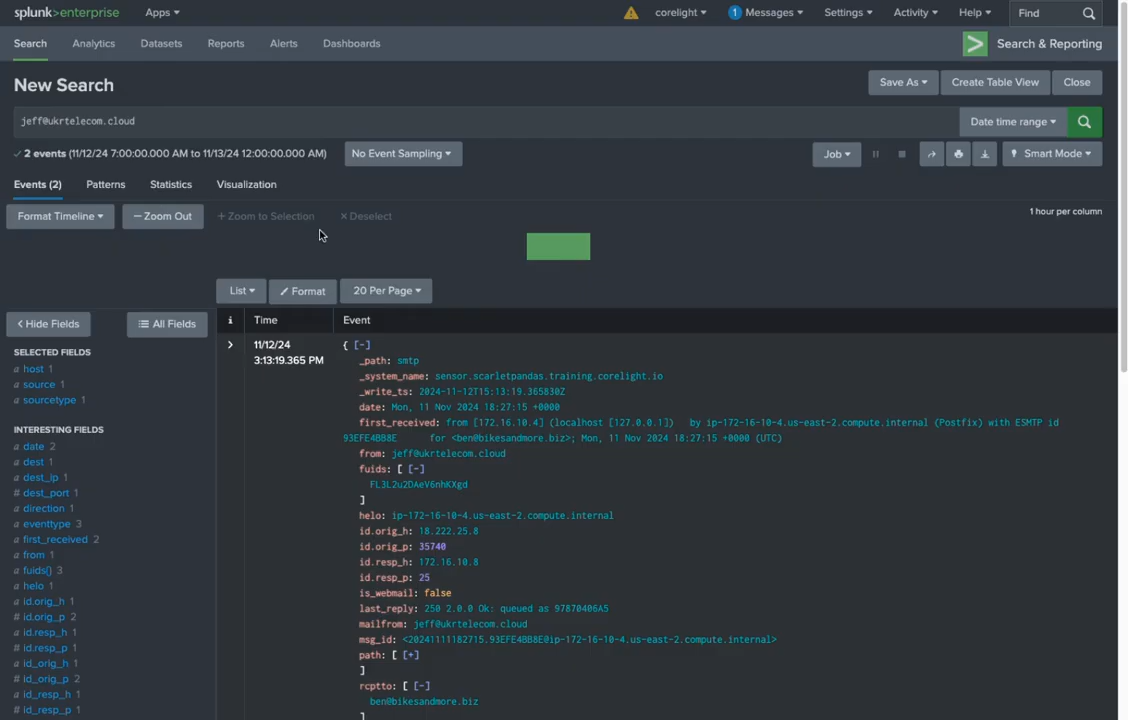 splunk>enterprise Apps ▾ corelight ▾ 1 Messages ▾ Settings ▾ Activity ▾ Help ▾ Find
Search Analytics Datasets Reports Alerts Dashboards > Search & Reporting
New Search Save As ▾ Create Table View Close
jeff@ukrtelecom.cloud Date time range ▾
✓ 2 events (11/12/24 7:00:00.000 AM to 11/13/24 12:00:00.000 AM) No Event Sampling ▾ Job ▾ Smart Mode ▾
Events (2) Patterns Statistics Visualization
Format Timeline ▾ — Zoom Out + Zoom to Selection × Deselect 1 hour per column
List ▾ Format 20 Per Page ▾
< Hide Fields All Fields
SELECTED FIELDS
a host 1
a source 1
a sourcetype 1
INTERESTING FIELDS
a date 2
a dest 1
a dest_ip 1
# dest_port 1
a direction 1
a eventtype 3
a first_received 2
a from 1
a fuids{} 3
a helo 1
a id.orig_h 1
# id.orig_p 2
a id.resp_h 1
# id.resp_p 1
a id_orig_h 1
# id_orig_p 2
a id_resp_h 1
# id_resp_p 1
i Time Event
> 11/12/24 { [-]
3:13:19.365 PM _path: smtp
_system_name: sensor.scarletpandas.training.corelight.io
_write_ts: 2024-11-12T15:13:19.365830Z
date: Mon, 11 Nov 2024 18:27:15 +0000
first_received: from [172.16.10.4] (localhost [127.0.0.1]) by ip-172-16-10-4.us-east-2.compute.internal (Postfix) with ESMTP id
93EFE4BB8E for <ben@bikesandmore.biz>; Mon, 11 Nov 2024 18:27:15 +0000 (UTC)
from: jeff@ukrtelecom.cloud
fuids: [ [-]
FL3L2u2DAeV6nhKXgd
]
helo: ip-172-16-10-4.us-east-2.compute.internal
id.orig_h: 18.222.25.8
id.orig_p: 35740
id.resp_h: 172.16.10.8
id.resp_p: 25
is_webmail: false
last_reply: 250 2.0.0 Ok: queued as 97870406A5
mailfrom: jeff@ukrtelecom.cloud
msg_id: <20241111182715.93EFE4BB8E@ip-172-16-10-4.us-east-2.compute.internal>
path: [ [+]
]
rcptto: [ [-]
ben@bikesandmore.biz
]